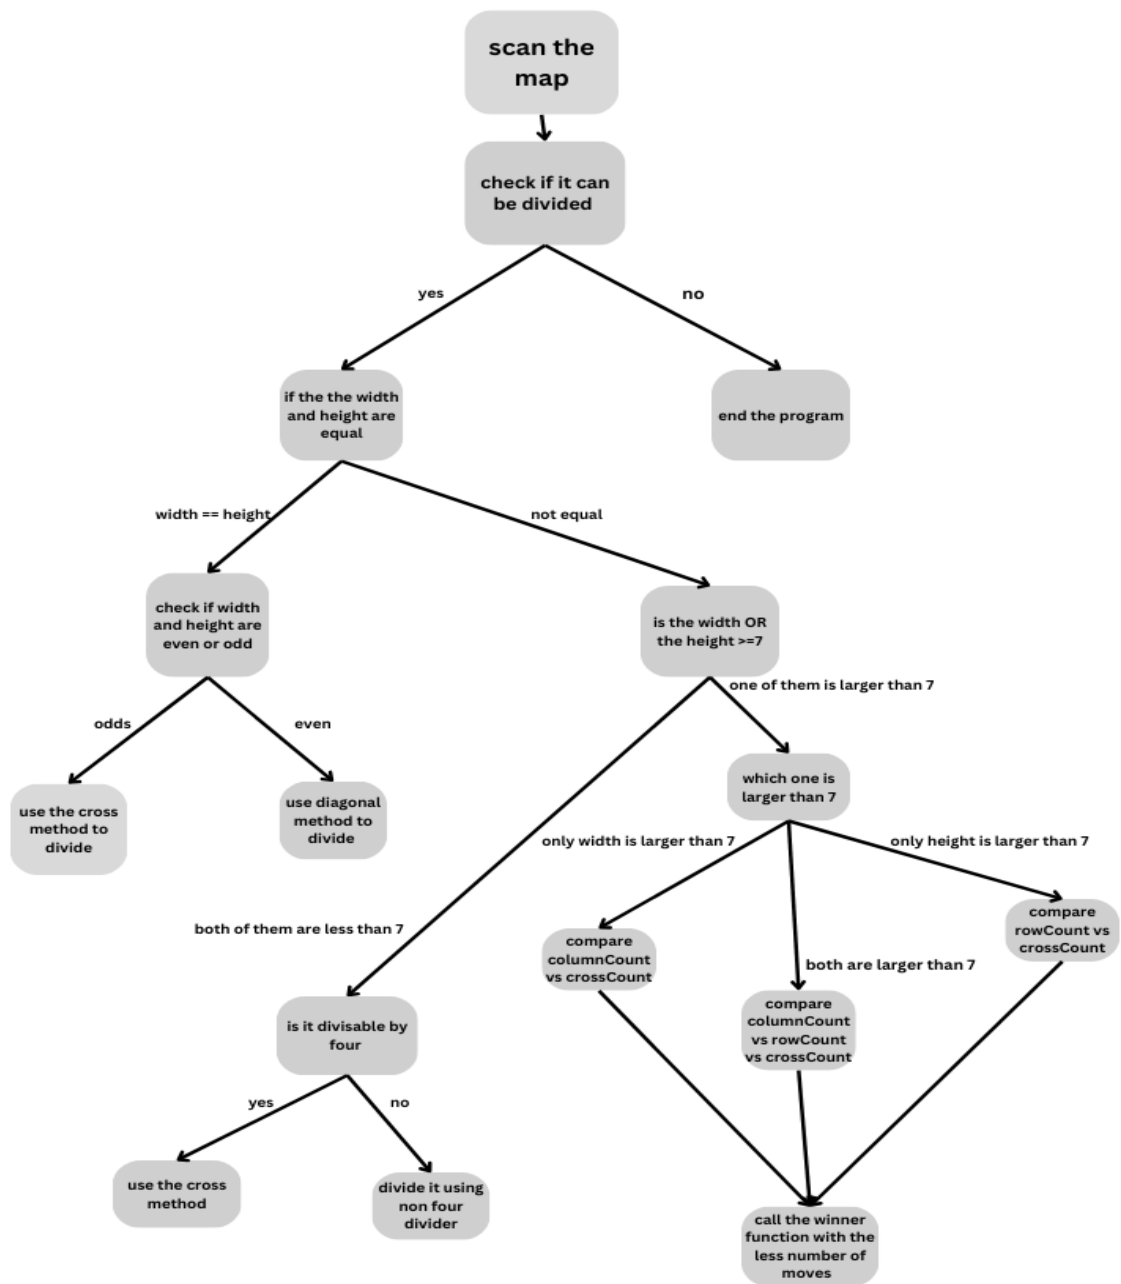 scan the
map
check if it can
be divided
yes
no
if the the width
and height are
equal
end the program
width == height
not equal
check if width
and height are
even or odd
is the width OR
the height >=7
one of them is larger than 7
odds
even
which one is
larger than 7
use the cross
method to
divide
use diagonal
method to
divide
only width is larger than 7
only height is larger than 7
both of them are less than 7
compare
columnCount
vs crossCount
both are larger than 7
compare
rowCount vs
crossCount
compare
columnCount
vs rowCount
vs crossCount
is it divisable by
four
yes
no
use the cross
method
divide it using
non four
divider
call the winner
function with the
less number of
moves